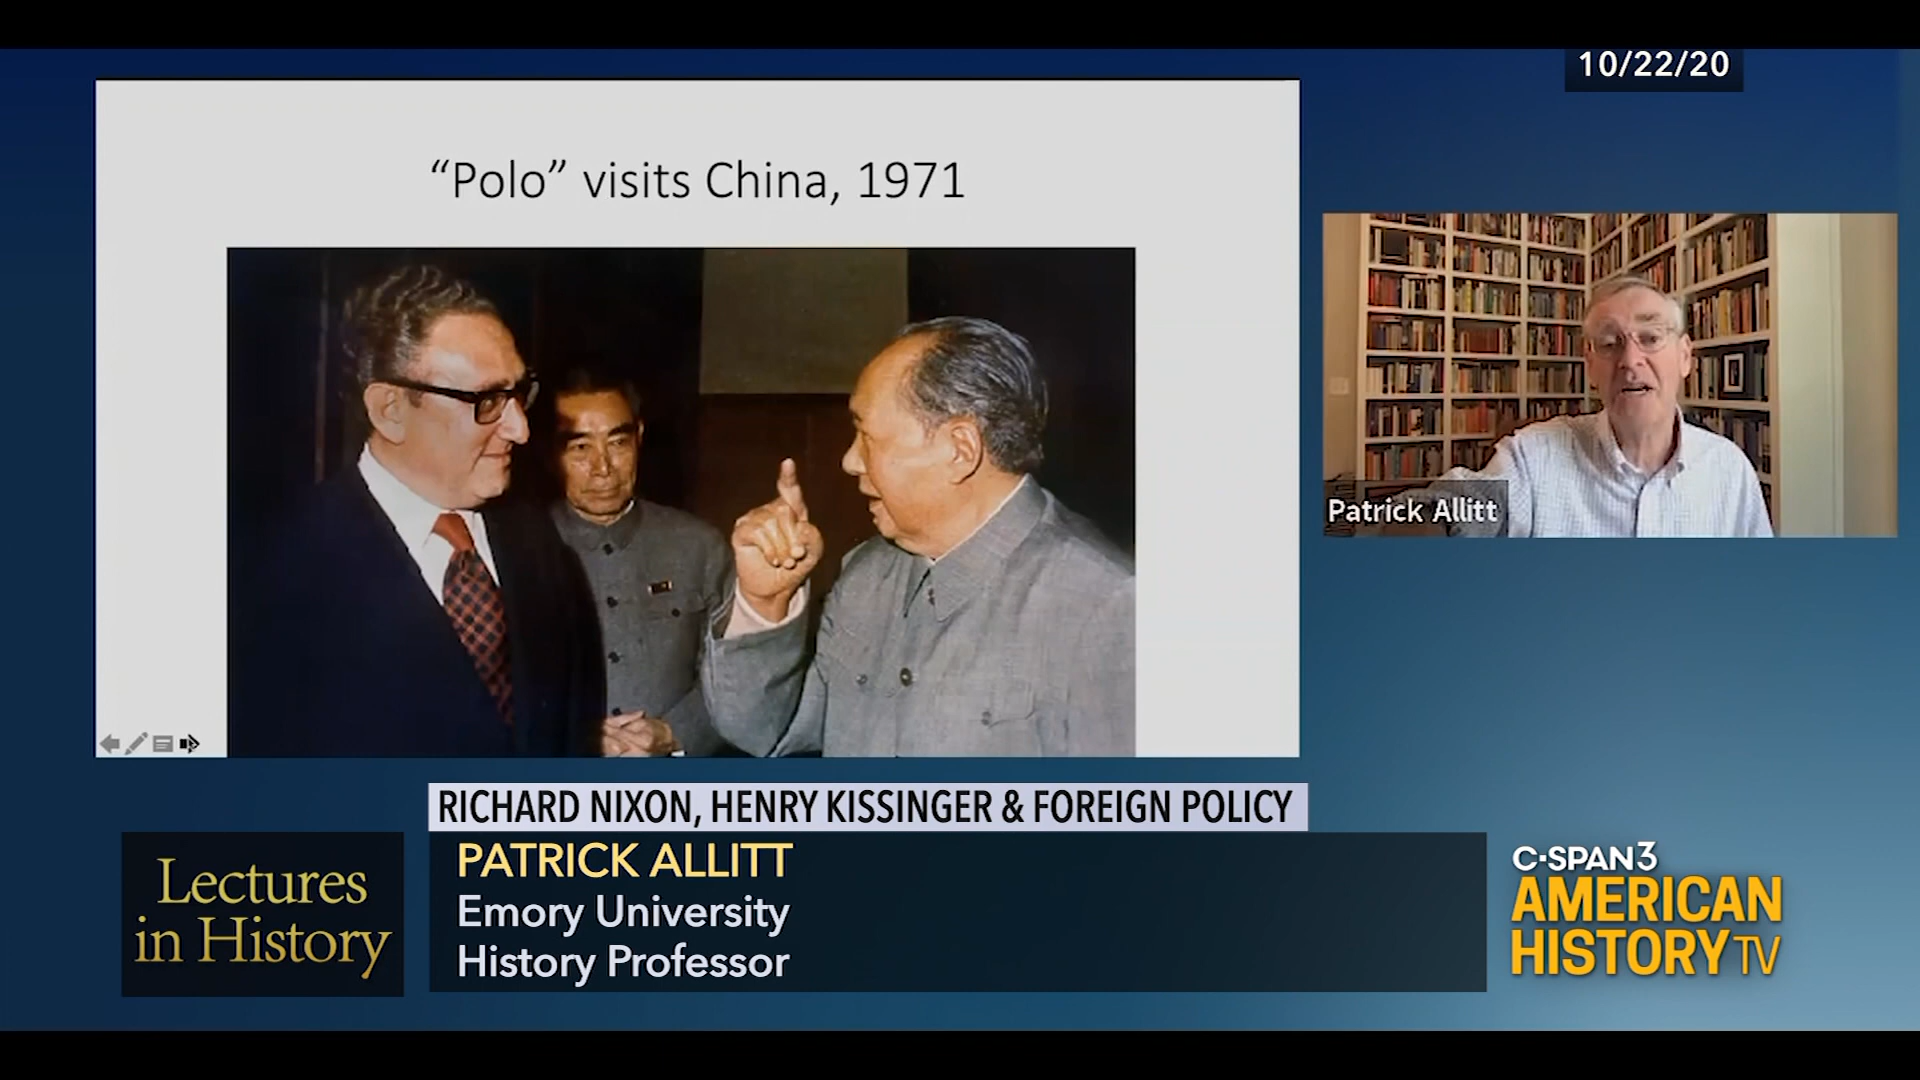 10/22/20
“Polo” visits China, 1971
Patrick Allitt
RICHARD NIXON, HENRY KISSINGER & FOREIGN POLICY
Lectures
in History
PATRICK ALLITT
Emory University
History Professor
C·SPAN3
AMERICAN
HISTORY TV